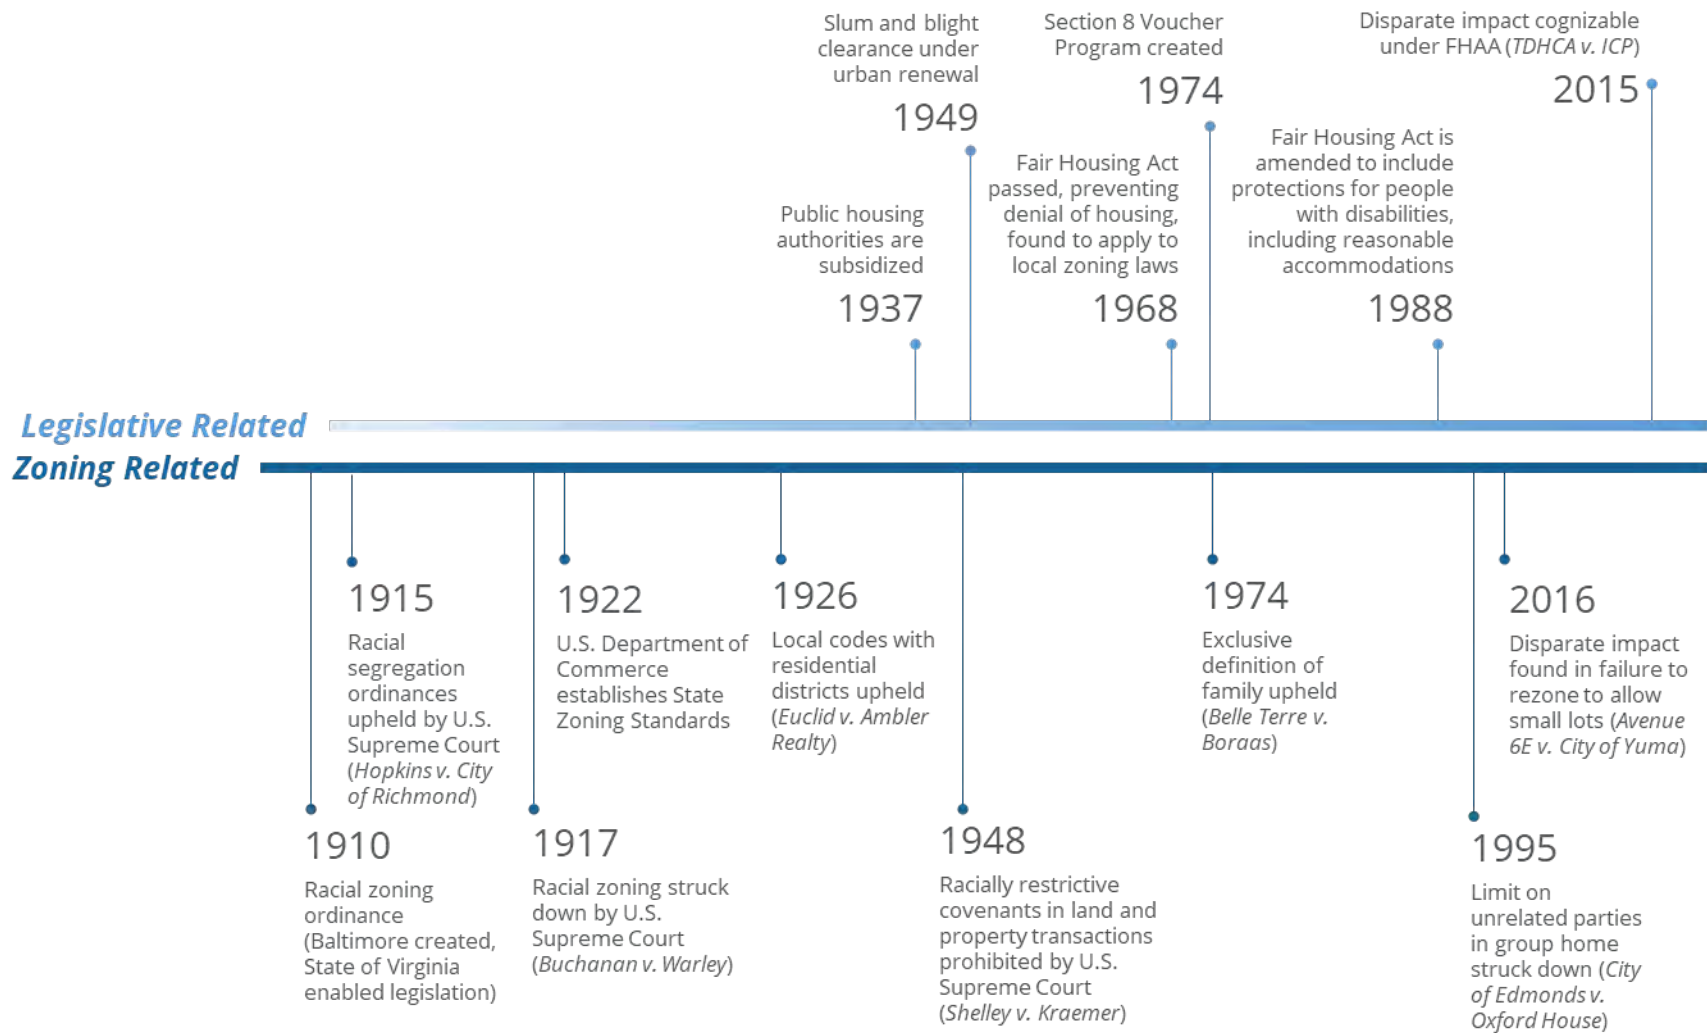 Slum and blight
clearance under
urban renewal
1949
Section 8 Voucher
Program created
1974
Disparate impact cognizable
under FHAA (TDHCA v. ICP)
2015
Public housing
authorities are
subsidized
1937
Fair Housing Act
passed, preventing
denial of housing,
found to apply to
local zoning laws
1968
Fair Housing Act is
amended to include
protections for people
with disabilities,
including reasonable
accommodations
1988
Legislative Related
Zoning Related
1915
Racial
segregation
ordinances
upheld by U.S.
Supreme Court
(Hopkins v. City
of Richmond)
1922
U.S. Department of
Commerce
establishes State
Zoning Standards
1926
Local codes with
residential
districts upheld
(Euclid v. Ambler
Realty)
1974
Exclusive
definition of
family upheld
(Belle Terre v.
Boraas)
2016
Disparate impact
found in failure to
rezone to allow
small lots (Avenue
6E v. City of Yuma)
1910
Racial zoning
ordinance
(Baltimore created,
State of Virginia
enabled legislation)
1917
Racial zoning struck
down by U.S.
Supreme Court
(Buchanan v. Warley)
1948
Racially restrictive
covenants in land and
property transactions
prohibited by U.S.
Supreme Court
(Shelley v. Kraemer)
1995
Limit on
unrelated parties
in group home
struck down (City
of Edmonds v.
Oxford House)